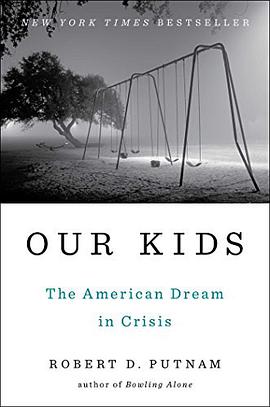 NEW YORK TIMES BESTSELLER
OUR KIDS
The American Dream
in Crisis
ROBERT D. PUTNAM
author of Bowling Alone